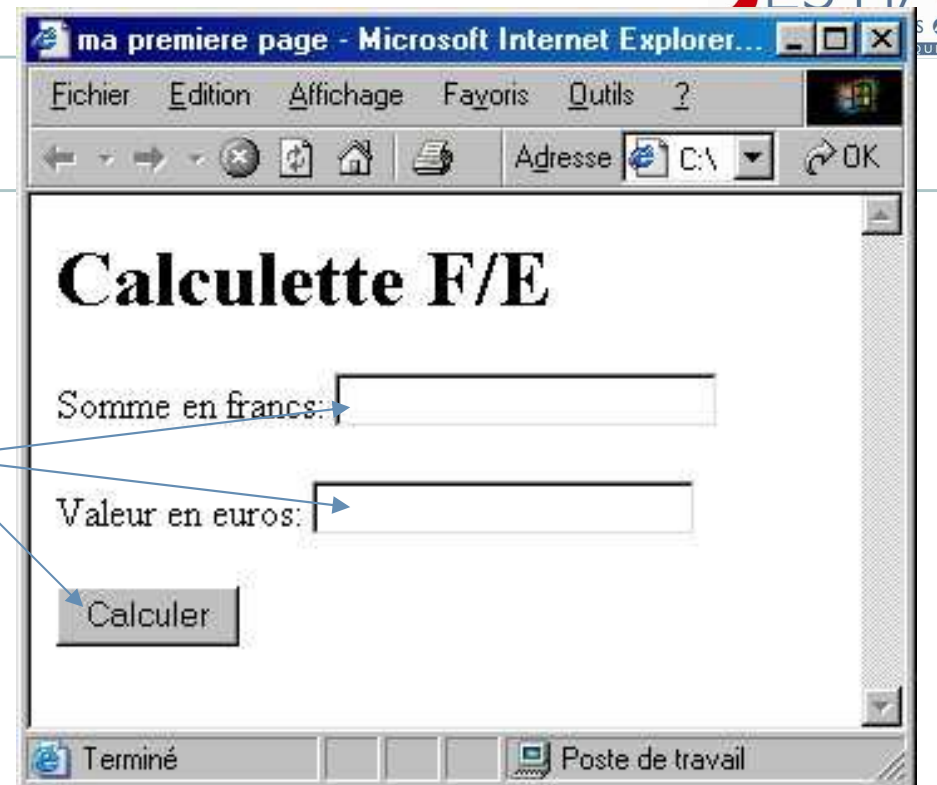 ma premiere page - Microsoft Internet Explorer...
Fichier Edition Affichage Favoris Outils ?
Adresse C:\ OK
Calculette F/E
Somme en francs:
Valeur en euros:
Calculer
Terminé Poste de travail